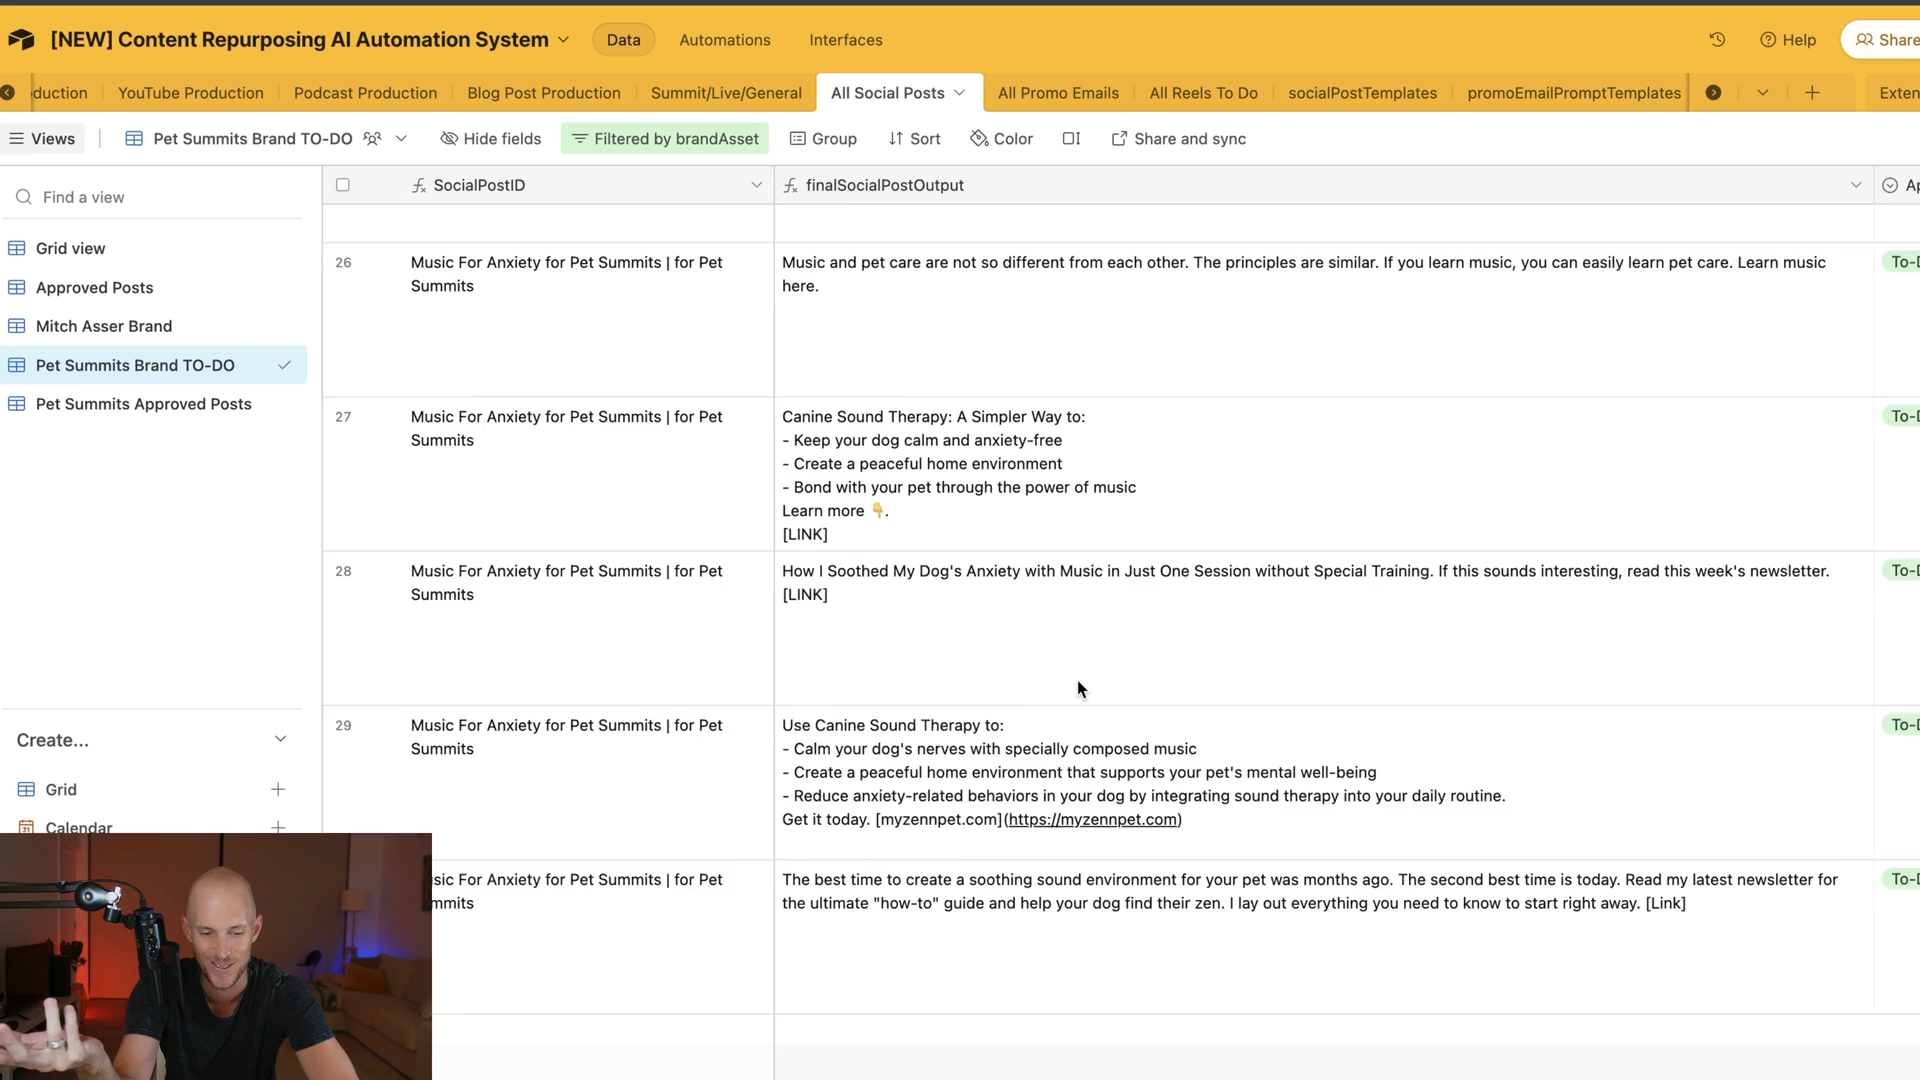 [NEW] Content Repurposing AI Automation System
Data
Automations
Interfaces
Help
Share
duction
YouTube Production
Podcast Production
Blog Post Production
Summit/Live/General
All Social Posts
All Promo Emails
All Reels To Do
socialPostTemplates
promoEmailPromptTemplates
Exten
Views
Pet Summits Brand TO-DO
Hide fields
Filtered by brandAsset
Group
Sort
Color
Share and sync
Find a view
Grid view
Approved Posts
Mitch Asser Brand
Pet Summits Brand TO-DO
Pet Summits Approved Posts
Create...
Grid
Calendar
SocialPostID
finalSocialPostOutput
Ap
26
Music For Anxiety for Pet Summits | for Pet
Summits
Music and pet care are not so different from each other. The principles are similar. If you learn music, you can easily learn pet care. Learn music
here.
To-D
27
Music For Anxiety for Pet Summits | for Pet
Summits
Canine Sound Therapy: A Simpler Way to:
- Keep your dog calm and anxiety-free
- Create a peaceful home environment
- Bond with your pet through the power of music
Learn more 👇.
[LINK]
To-D
28
Music For Anxiety for Pet Summits | for Pet
Summits
How I Soothed My Dog's Anxiety with Music in Just One Session without Special Training. If this sounds interesting, read this week's newsletter.
[LINK]
To-D
29
Music For Anxiety for Pet Summits | for Pet
Summits
Use Canine Sound Therapy to:
- Calm your dog's nerves with specially composed music
- Create a peaceful home environment that supports your pet's mental well-being
- Reduce anxiety-related behaviors in your dog by integrating sound therapy into your daily routine.
Get it today. [myzennpet.com](https://myzennpet.com)
To-D
sic For Anxiety for Pet Summits | for Pet
mmits
The best time to create a soothing sound environment for your pet was months ago. The second best time is today. Read my latest newsletter for
the ultimate "how-to" guide and help your dog find their zen. I lay out everything you need to know to start right away. [Link]
To-D